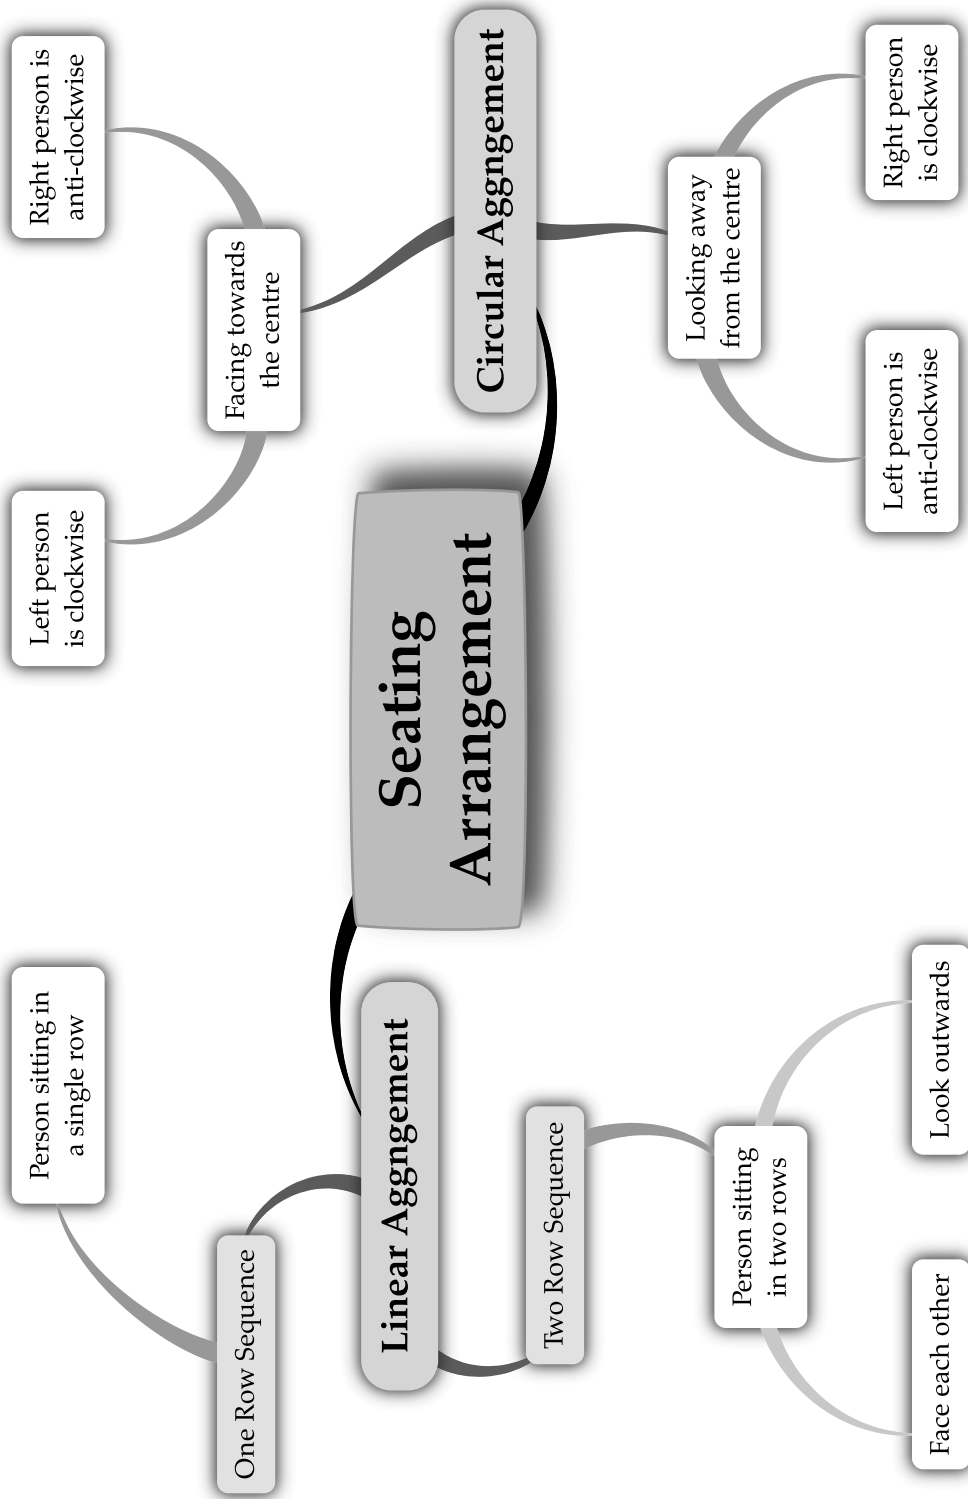 Seating
Arrangement
Linear Aggngement
One Row Sequence
Person sitting in
a single row
Two Row Sequence
Person sitting
in two rows
Face each other
Look outwards
Circular Aggngement
Facing towards
the centre
Left person
is clockwise
Right person is
anti-clockwise
Looking away
from the centre
Left person is
anti-clockwise
Right person
is clockwise